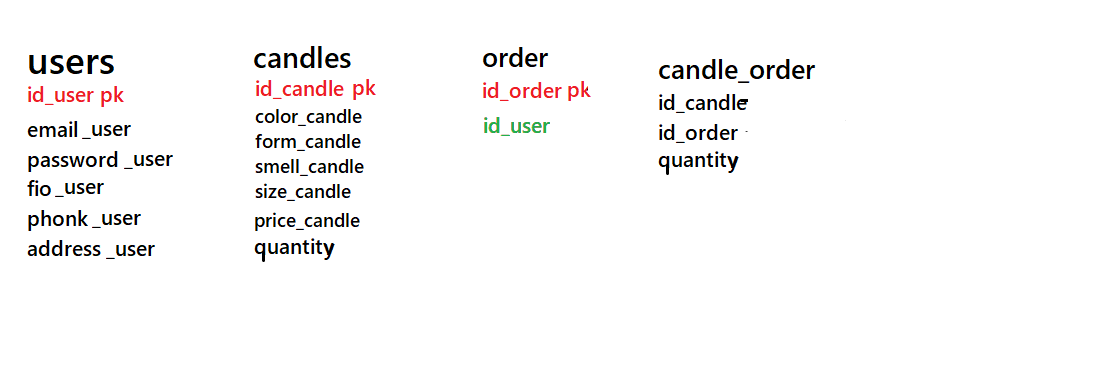 users
id_user pk
email _user
password _user
fio _user
phonk _user
address _user
candles
id_candle pk
color_candle
form_candle
smell_candle
size_candle
price_candle
quantity
order
id_order pk
id_user
candle_order
id_candle
id_order
quantity